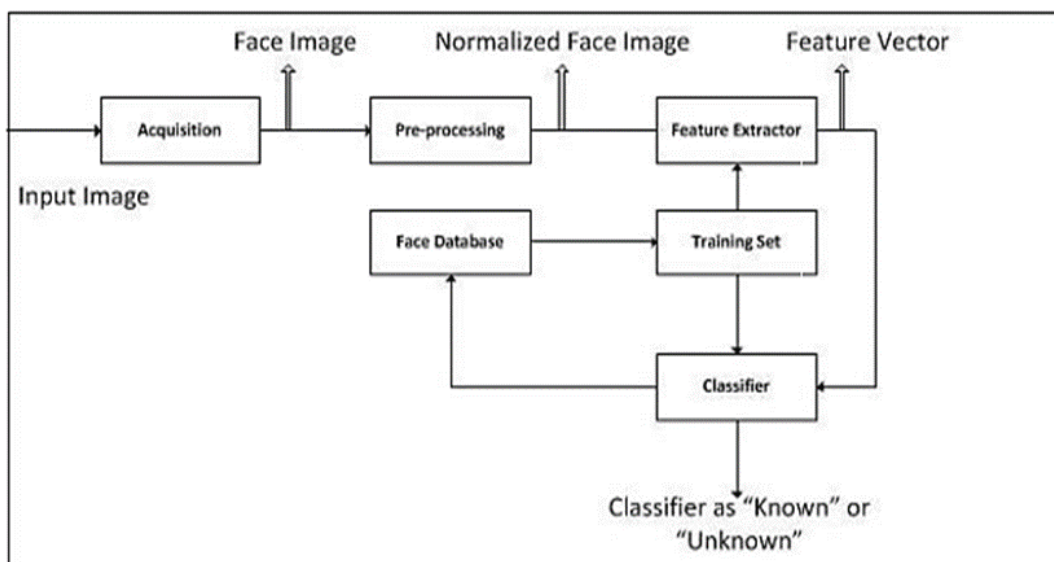 Face Image
Normalized Face Image
Feature Vector
Acquisition
Pre-processing
Feature Extractor
Input Image
Face Database
Training Set
Classifier
Classifier as “Known” or
“Unknown”